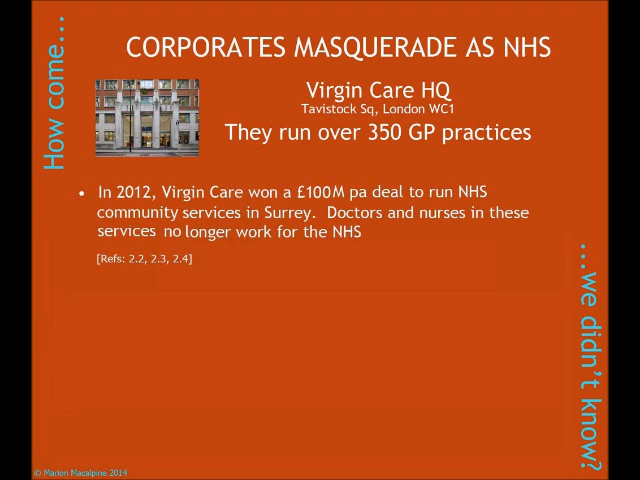 How come...
CORPORATES MASQUERADE AS NHS
Virgin Care HQ
Tavistock Sq, London WC1
They run over 350 GP practices
• In 2012, Virgin Care won a £100M pa deal to run NHS
community services in Surrey. Doctors and nurses in these
services no longer work for the NHS
[Refs: 2.2, 2.3, 2.4]
...we didn't know?
© Marion Macalpine 2014